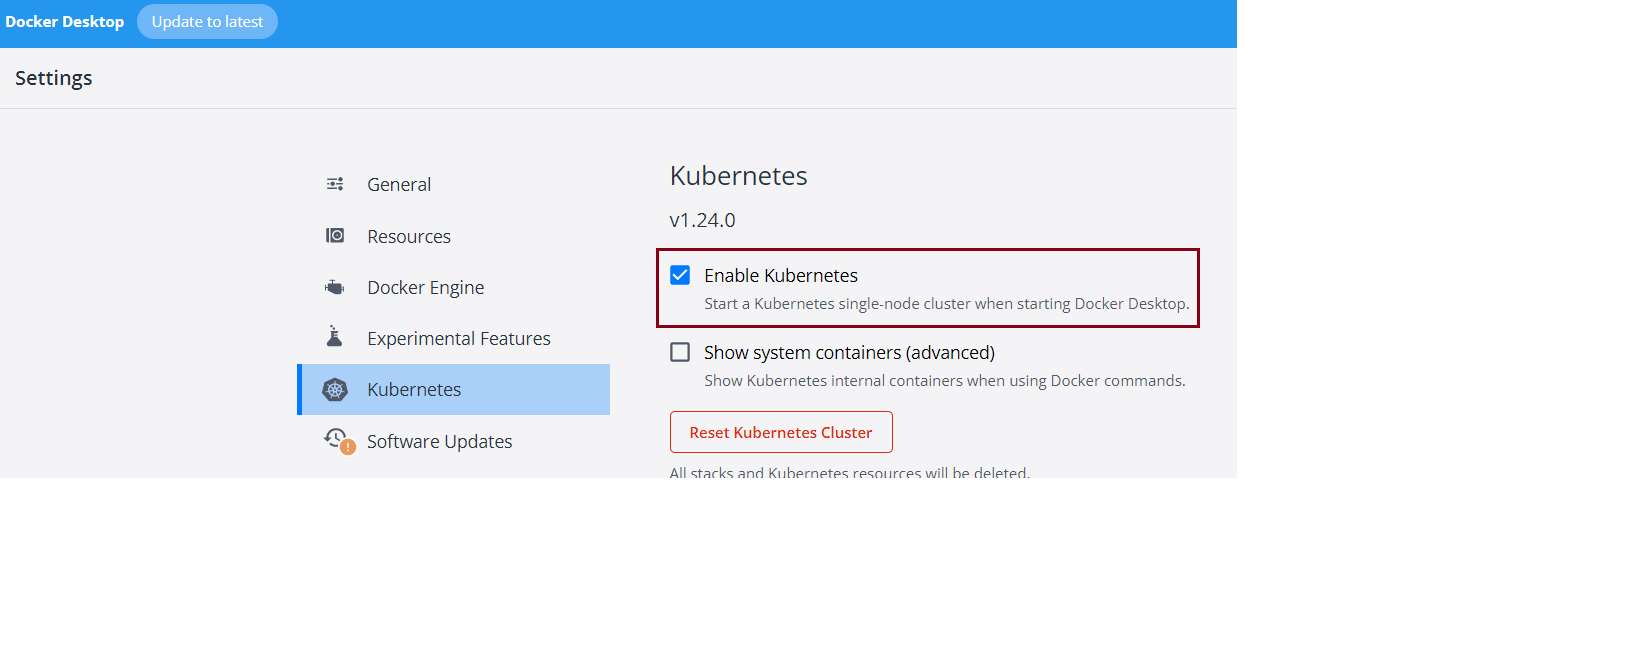 Docker Desktop Update to latest
Settings
General
Resources
Docker Engine
Experimental Features
Kubernetes
Software Updates
Kubernetes
v1.24.0
Enable Kubernetes
Start a Kubernetes single-node cluster when starting Docker Desktop.
Show system containers (advanced)
Show Kubernetes internal containers when using Docker commands.
Reset Kubernetes Cluster
All stacks and Kubernetes resources will be deleted.